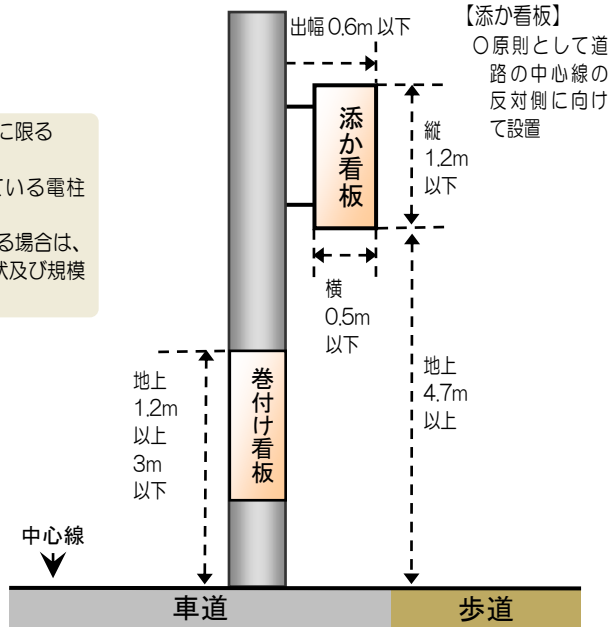 に限る
ている電柱
る場合は、
状及び規模
出幅0.6m以下
【添か看板】
○原則として道
路の中心線の
反対側に向け
て設置
添か看板
縦
1.2m
以下
横
0.5m
以下
地上
4.7m
以上
巻付け看板
地上
1.2m
以上
3m
以下
中心線
車道
歩道